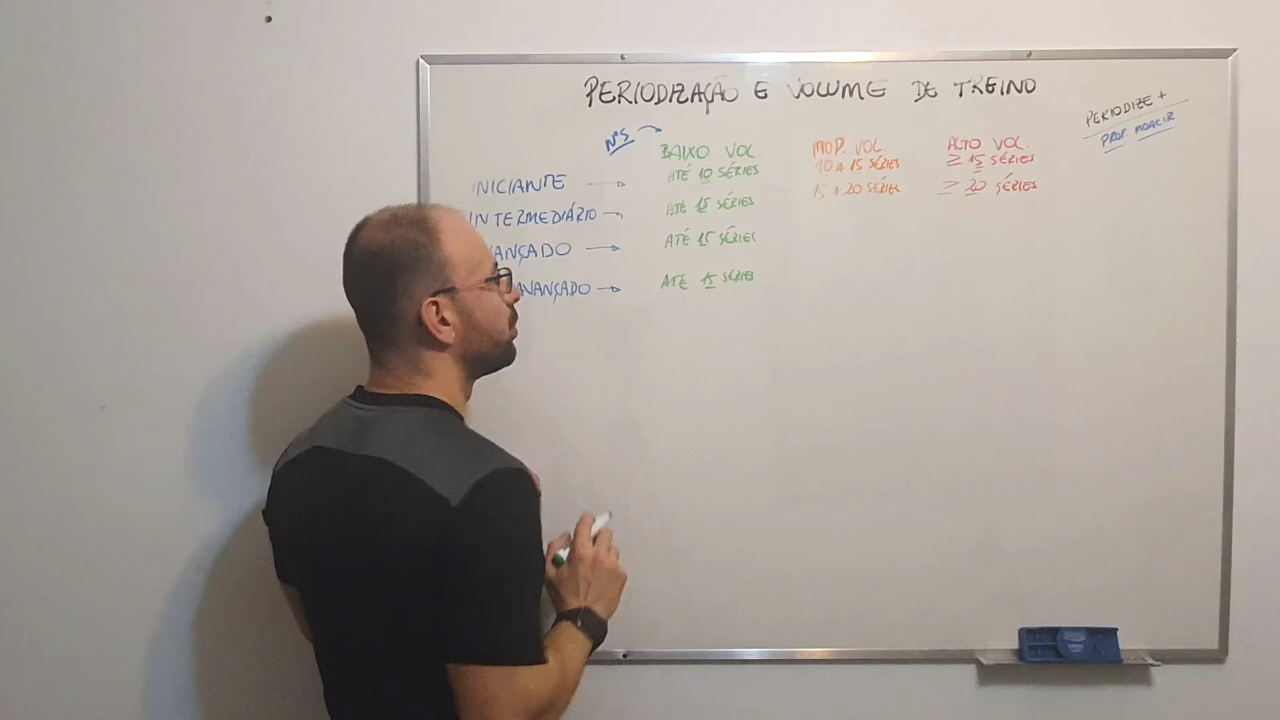 PERIODIZAÇÃO E VOLUME DE TREINO
PERIODIZE +
PROF MOACIR
NºS
BAIXO VOL. MOD. VOL. ALTO VOL.
INICIANTE → ATÉ 10 SÉRIES 10 A 15 SÉRIES ≥ 15 SÉRIES
INTERMEDIÁRIO → ATÉ 15 SÉRIES 15 A 20 SÉRIES ≥ 20 SÉRIES
ANÇADO → ATÉ 15 SÉRIES
AVANÇADO → ATÉ 15 SÉRIES